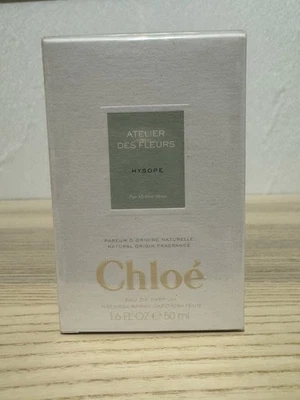 ATELIER
DES FLEURS
HYSOPE
PARFUM D'ORIGINE NATURELLE
NATURAL ORIGIN FRAGRANCE
Chloé
EAU DE PARFUM
1.6 FL OZ e 50 ml